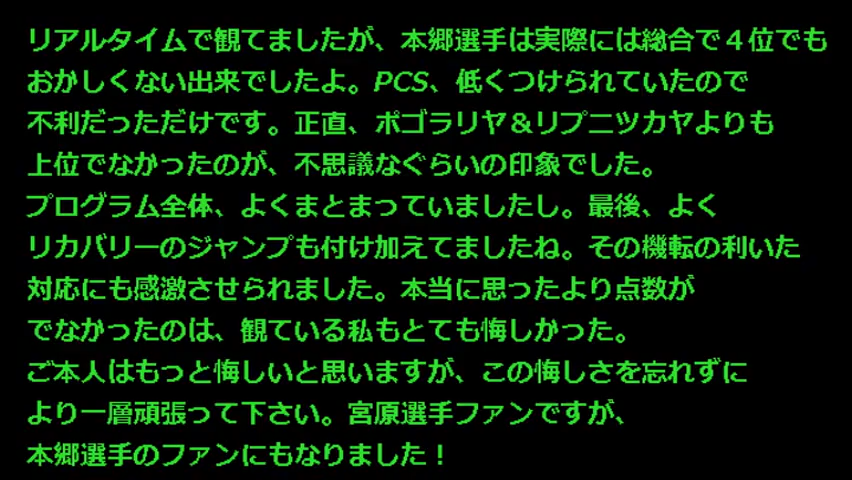 リアルタイムで観てましたが、本郷選手は実際には総合で４位でも
おかしくない出来でしたよ。PCS、低くつけられていたので
不利だっただけです。正直、ポゴラリヤ＆リプニツカヤよりも
上位でなかったのが、不思議なぐらいの印象でした。
プログラム全体、よくまとまっていましたし。最後、よく
リカバリーのジャンプも付け加えてましたね。その機転の利いた
対応にも感激させられました。本当に思ったより点数が
でなかったのは、観ている私もとても悔しかった。
ご本人はもっと悔しいと思いますが、この悔しさを忘れずに
より一層頑張って下さい。宮原選手ファンですが、
本郷選手のファンにもなりました！